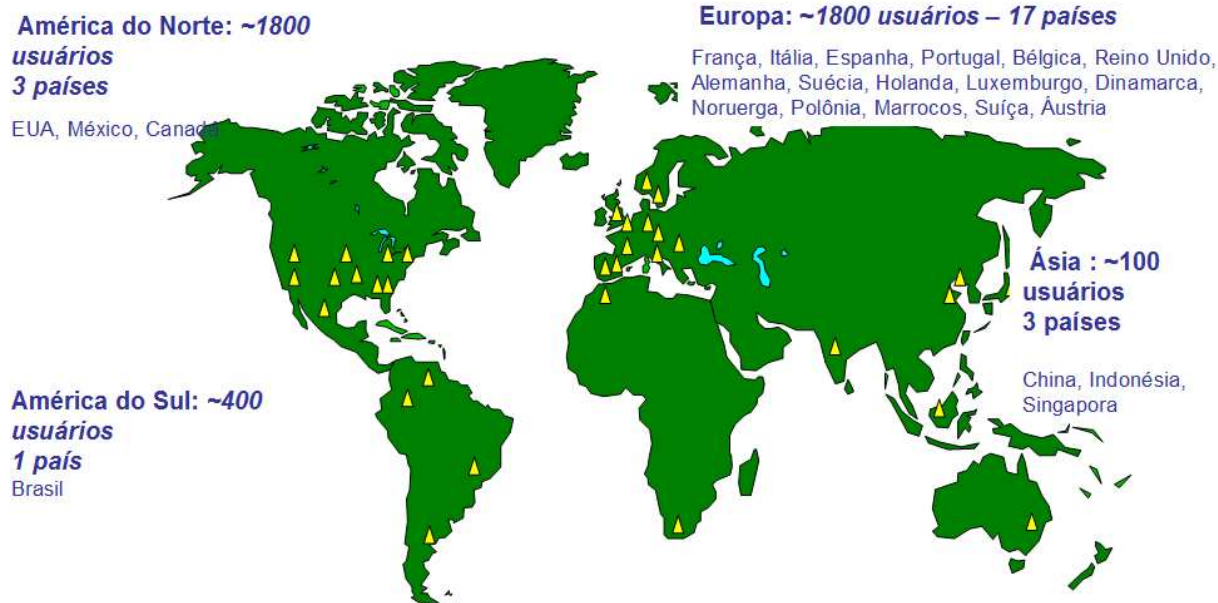 América do Norte: ~1800
usuários
3 países
EUA, México, Canadá
Europa: ~1800 usuários – 17 países
França, Itália, Espanha, Portugal, Bélgica, Reino Unido,
Alemanha, Suécia, Holanda, Luxemburgo, Dinamarca,
Noruerga, Polônia, Marrocos, Suíça, Áustria
Ásia : ~100
usuários
3 países
China, Indonésia,
Singapora
América do Sul: ~400
usuários
1 país
Brasil